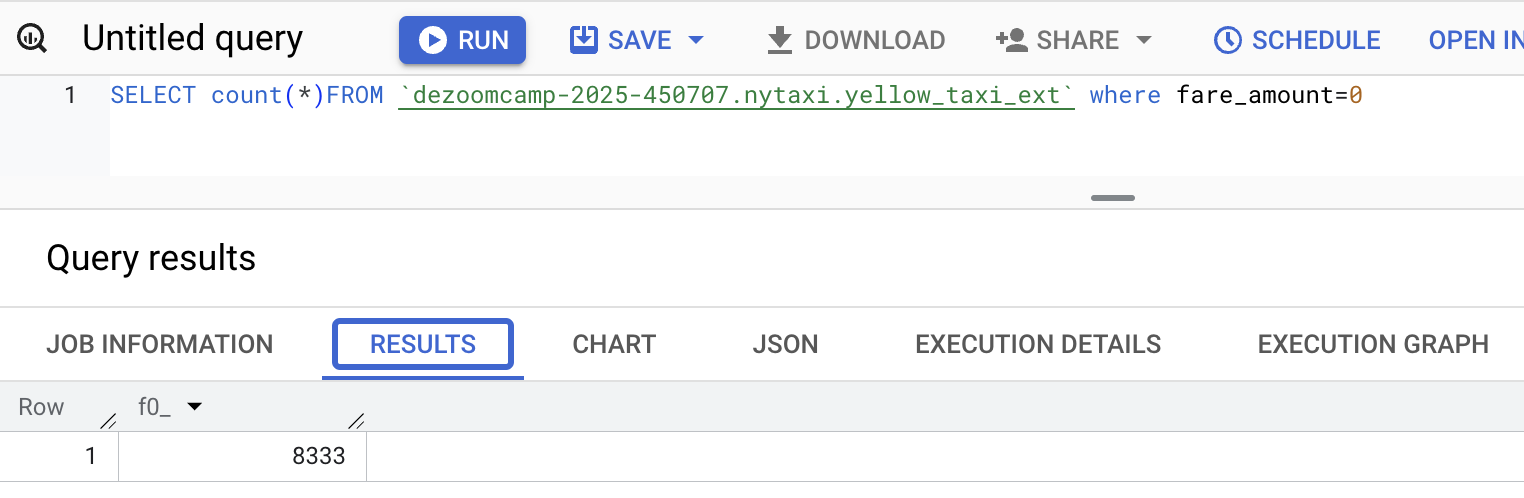 Untitled query RUN SAVE DOWNLOAD SHARE SCHEDULE OPEN IN
1 SELECT count(*)FROM `dezoomcamp-2025-450707.nytaxi.yellow_taxi_ext` where fare_amount=0
Query results
JOB INFORMATION RESULTS CHART JSON EXECUTION DETAILS EXECUTION GRAPH
Row f0_
1 8333